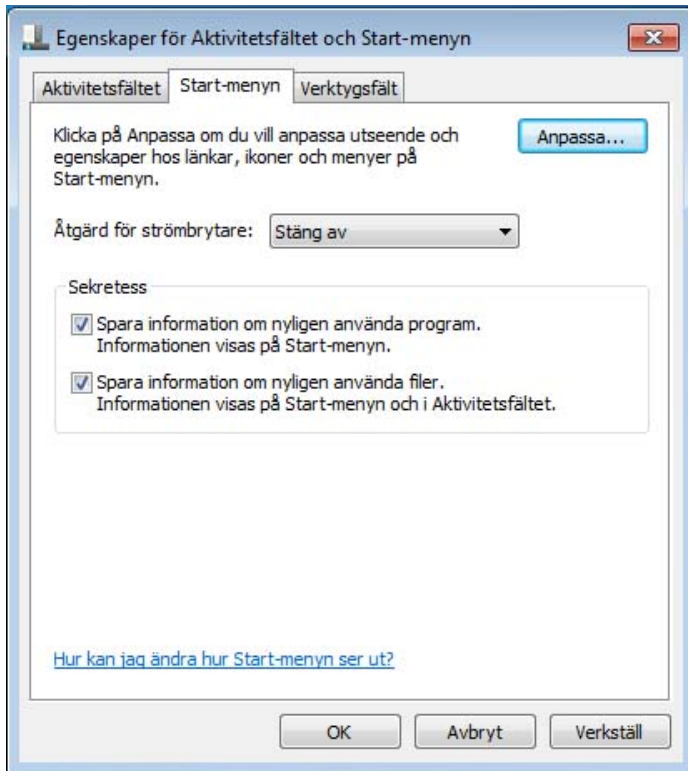 Egenskaper för Aktivitetsfältet och Start-menyn
Aktivitetsfältet Start-menyn Verktygsfält
Klicka på Anpassa om du vill anpassa utseende och
egenskaper hos länkar, ikoner och menyer på
Start-menyn.
Anpassa...
Åtgärd för strömbrytare: Stäng av
Sekretess
Spara information om nyligen använda program.
Informationen visas på Start-menyn.
Spara information om nyligen använda filer.
Informationen visas på Start-menyn och i Aktivitetsfältet.
Hur kan jag ändra hur Start-menyn ser ut?
OK Avbryt Verkställ